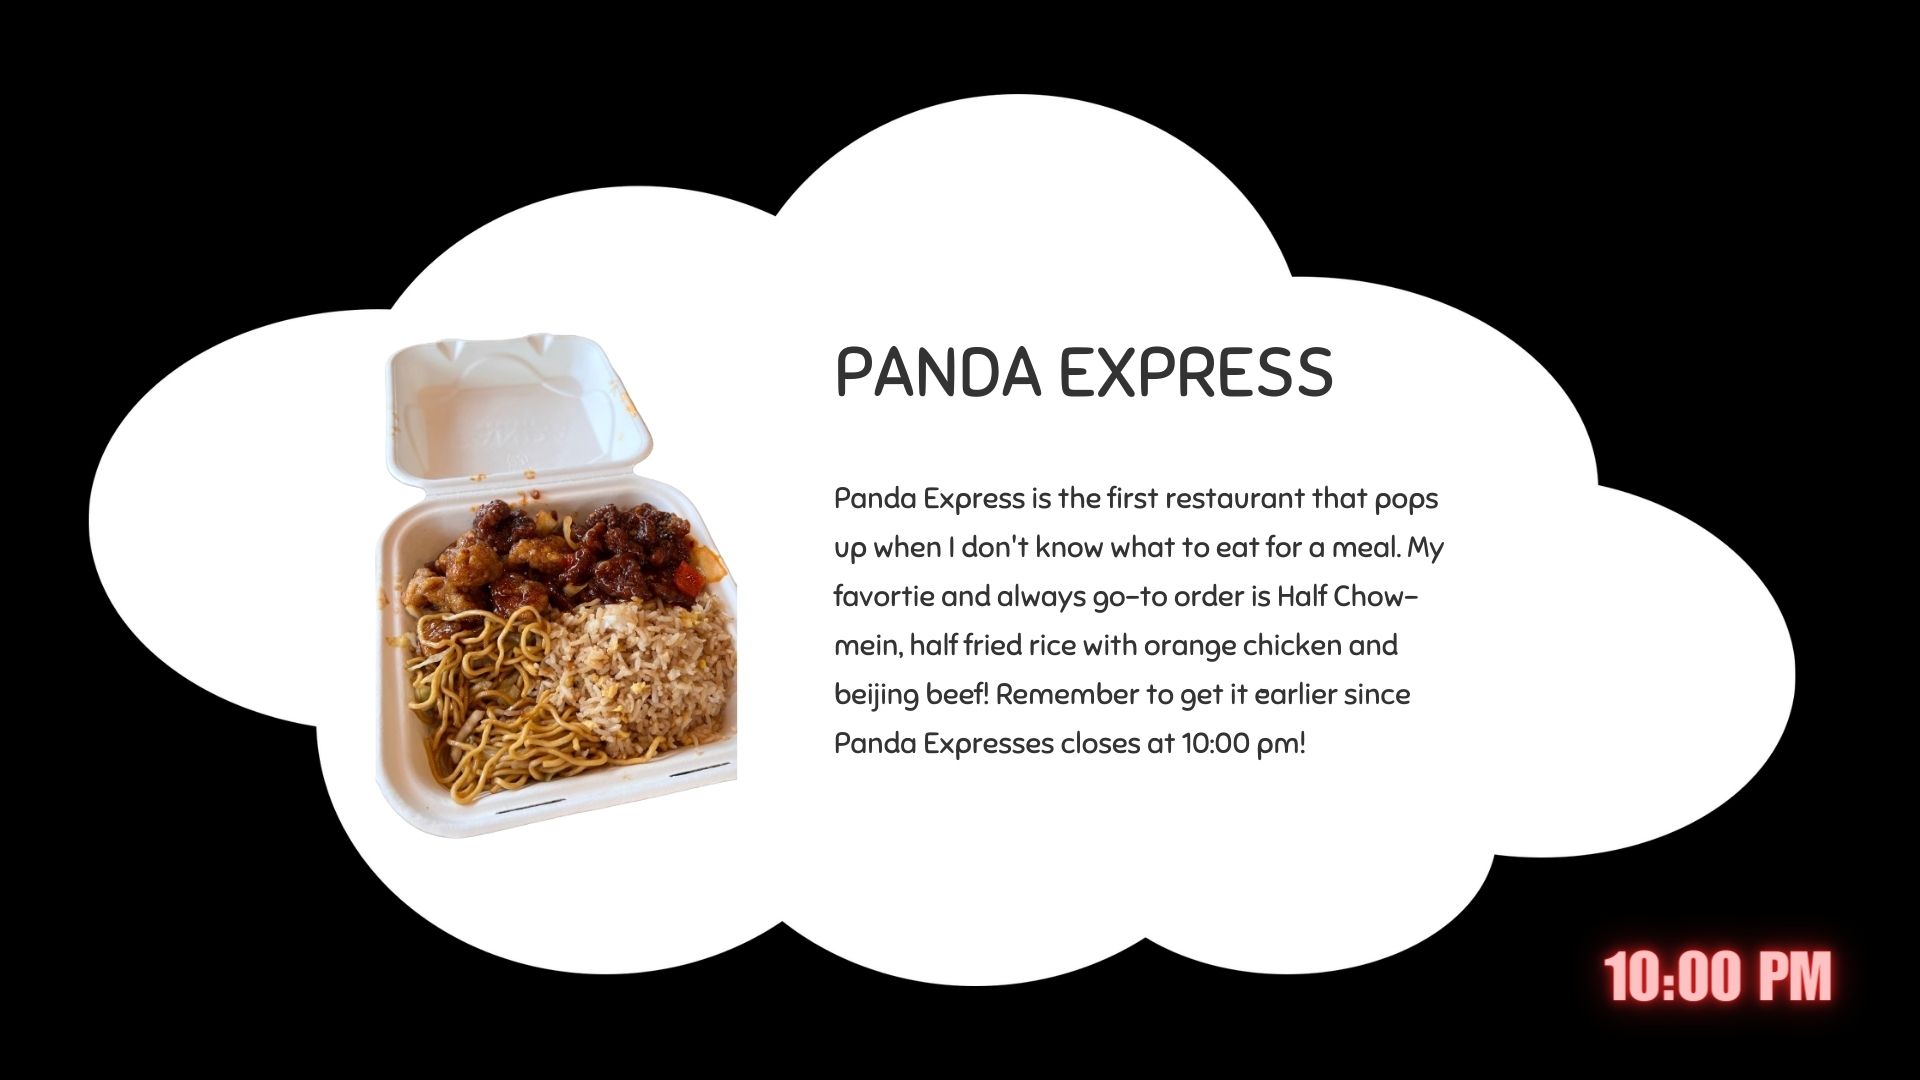 PANDA EXPRESS
Panda Express is the first restaurant that pops
up when I don't know what to eat for a meal. My
favortie and always go-to order is Half Chow-
mein, half fried rice with orange chicken and
beijing beef! Remember to get it earlier since
Panda Expresses closes at 10:00 pm!
10:00 PM